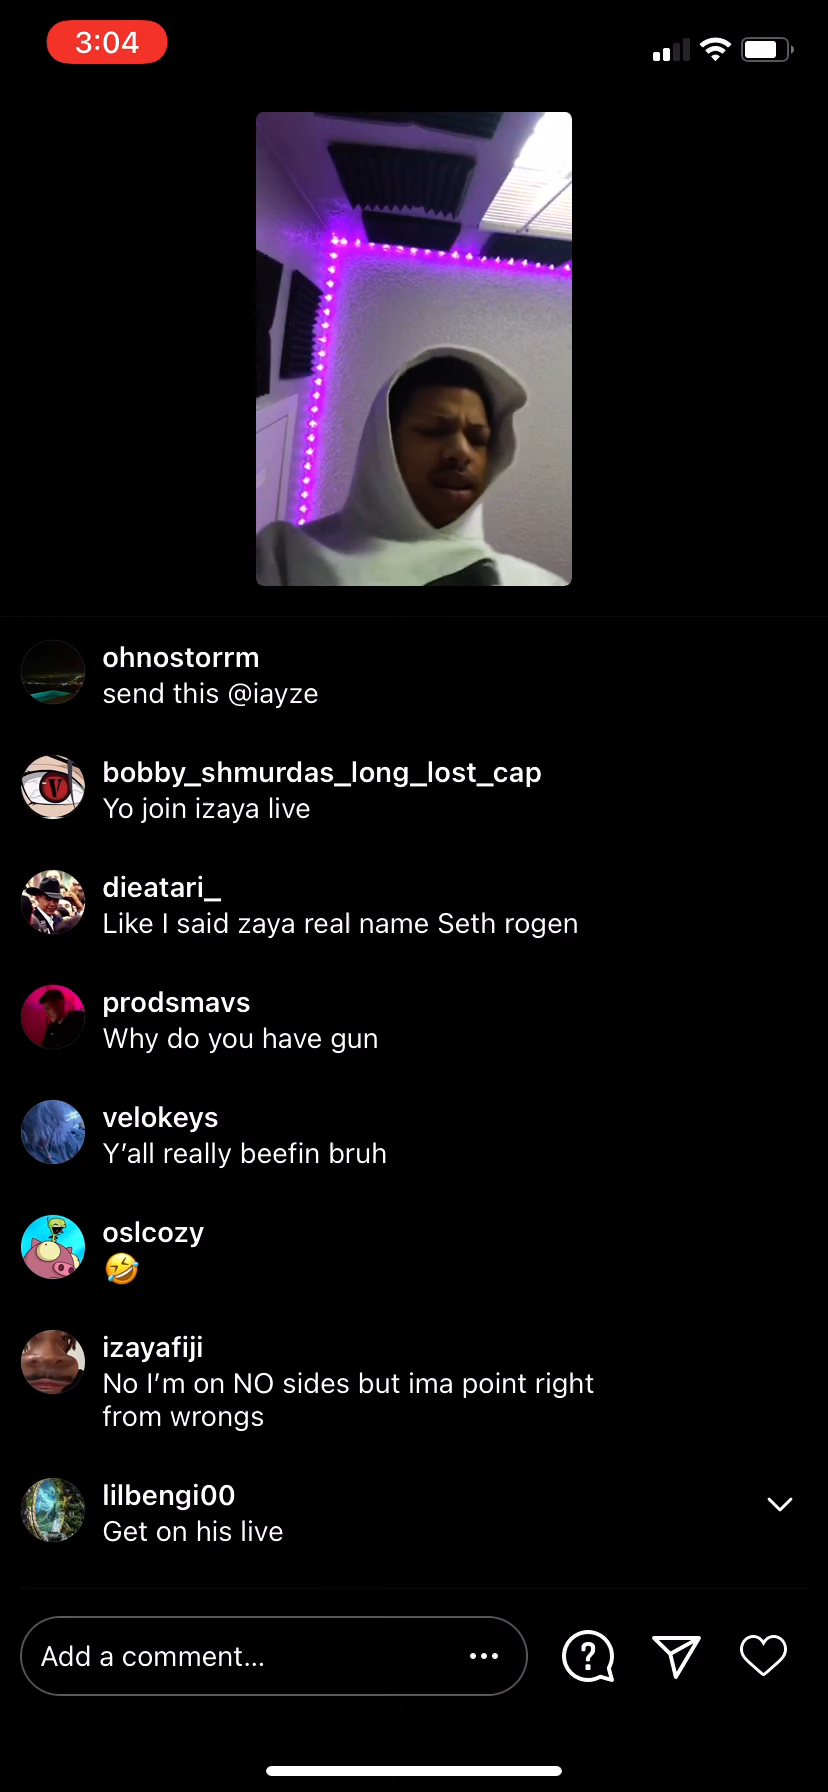 3:04
ohnostorrm
send this @iayze
bobby_shmurdas_long_lost_cap
Yo join izaya live
dieatari_
Like I said zaya real name Seth rogen
prodsmavs
Why do you have gun
velokeys
Y’all really beefin bruh
oslcozy
🤣
izayafiji
No I’m on NO sides but ima point right
from wrongs
lilbengi00
Get on his live
Add a comment...